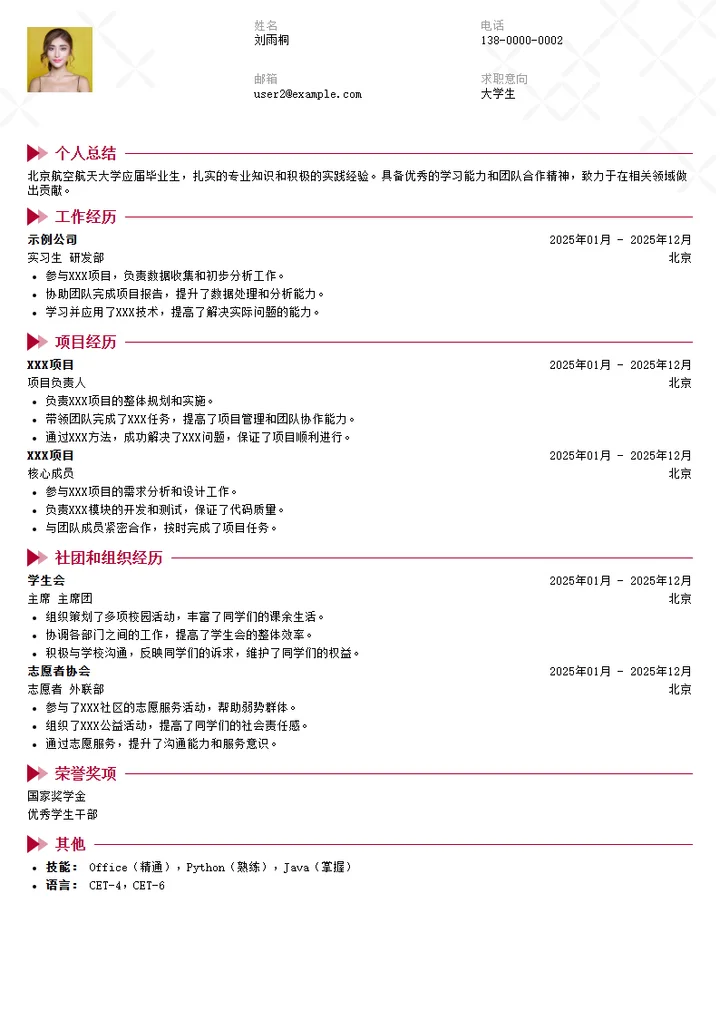 姓名
刘雨桐
电话
138-0000-0002
邮箱
user2@example.com
求职意向
大学生
个人总结
北京航空航天大学应届毕业生，扎实的专业知识和积极的实践经验。具备优秀的学习能力和团队合作精神，致力于在相关领域做
出贡献。
工作经历
示例公司 2025年01月 - 2025年12月
实习生 研发部 北京
• 参与XXX项目，负责数据收集和初步分析工作。
• 协助团队完成项目报告，提升了数据处理和分析能力。
• 学习并应用了XXX技术，提高了解决实际问题的能力。
项目经历
XXX项目 2025年01月 - 2025年12月
项目负责人 北京
• 负责XXX项目的整体规划和实施。
• 带领团队完成了XXX任务，提高了项目管理和团队协作能力。
• 通过XXX方法，成功解决了XXX问题，保证了项目顺利进行。
XXX项目 2025年01月 - 2025年12月
核心成员 北京
• 参与XXX项目的需求分析和设计工作。
• 负责XXX模块的开发和测试，保证了代码质量。
• 与团队成员紧密合作，按时完成了项目任务。
社团和组织经历
学生会 2025年01月 - 2025年12月
主席 主席团 北京
• 组织策划了多项校园活动，丰富了同学们的课余生活。
• 协调各部门之间的工作，提高了学生会的整体效率。
• 积极与学校沟通，反映同学们的诉求，维护了同学们的权益。
志愿者协会 2025年01月 - 2025年12月
志愿者 外联部 北京
• 参与了XXX社区的志愿服务活动，帮助弱势群体。
• 组织了XXX公益活动，提高了同学们的社会责任感。
• 通过志愿服务，提升了沟通能力和服务意识。
荣誉奖项
国家奖学金
优秀学生干部
其他
• 技能： Office（精通），Python（熟练），Java（掌握）
• 语言： CET-4，CET-6